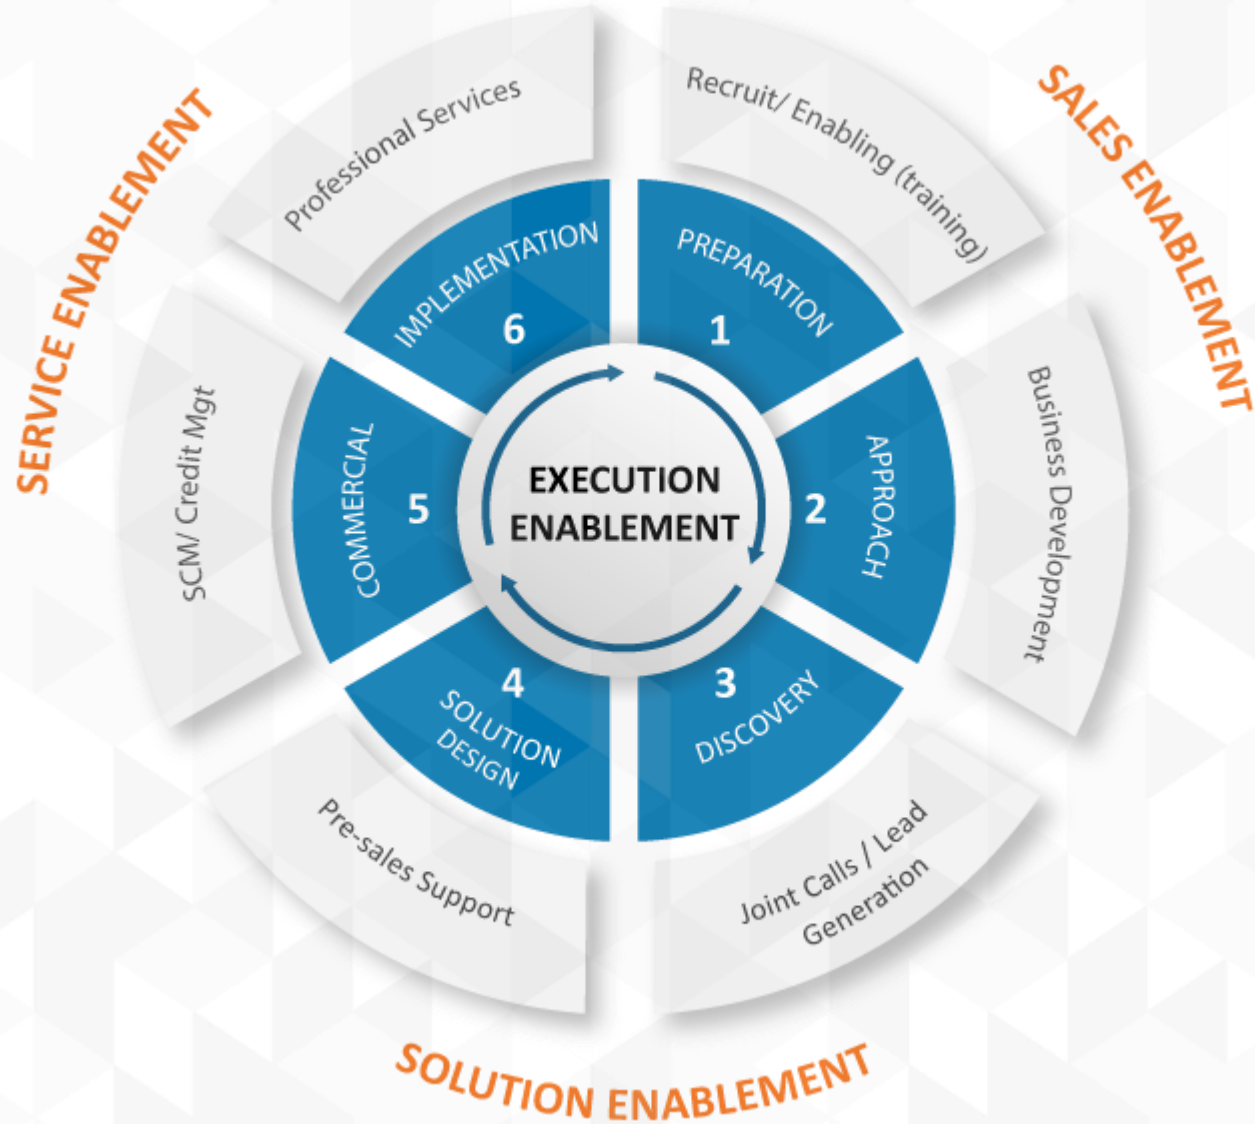 SERVICE ENABLEMENT
SALES ENABLEMENT
SOLUTION ENABLEMENT
EXECUTION
ENABLEMENT
Recruit/ Enabling (training)
PREPARATION
1
Business Development
APPROACH
2
Joint Calls / Lead
Generation
DISCOVERY
3
Pre-sales Support
SOLUTION
DESIGN
4
SCM/ Credit Mgt
COMMERCIAL
5
Professional Services
IMPLEMENTATION
6